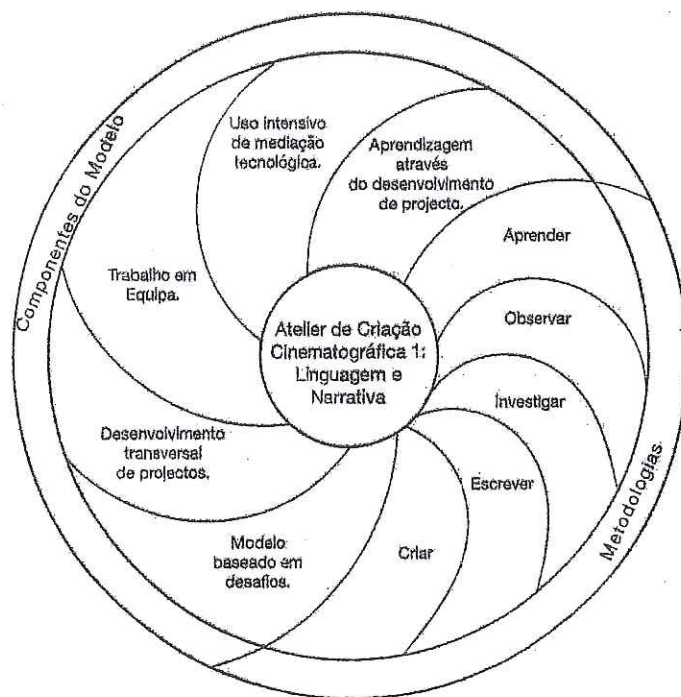 Componentes do Modelo
Uso intensivo
de mediação
tecnológica.
Aprendizagem
através
do desenvolvimento
de projecto.
Aprender
Observar
Investigar
Escrever
Criar
Modelo
baseado em
desafios.
Desenvolvimento
transversal
de projectos.
Trabalho em
Equipa.
Atelier de Criação
Cinematográfica 1:
Linguagem e
Narrativa
Metodologias